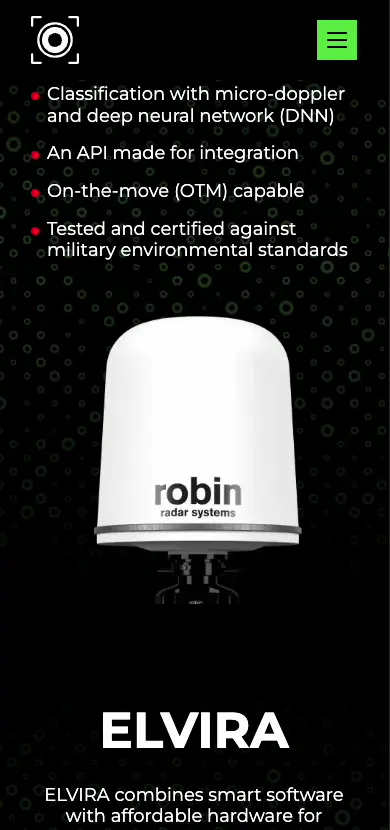 Classification with micro-doppler
and deep neural network (DNN)
An API made for integration
On-the-move (OTM) capable
Tested and certified against
military environmental standards
robin
radar systems
robin
ELVIRA
ELVIRA combines smart software
with affordable hardware for